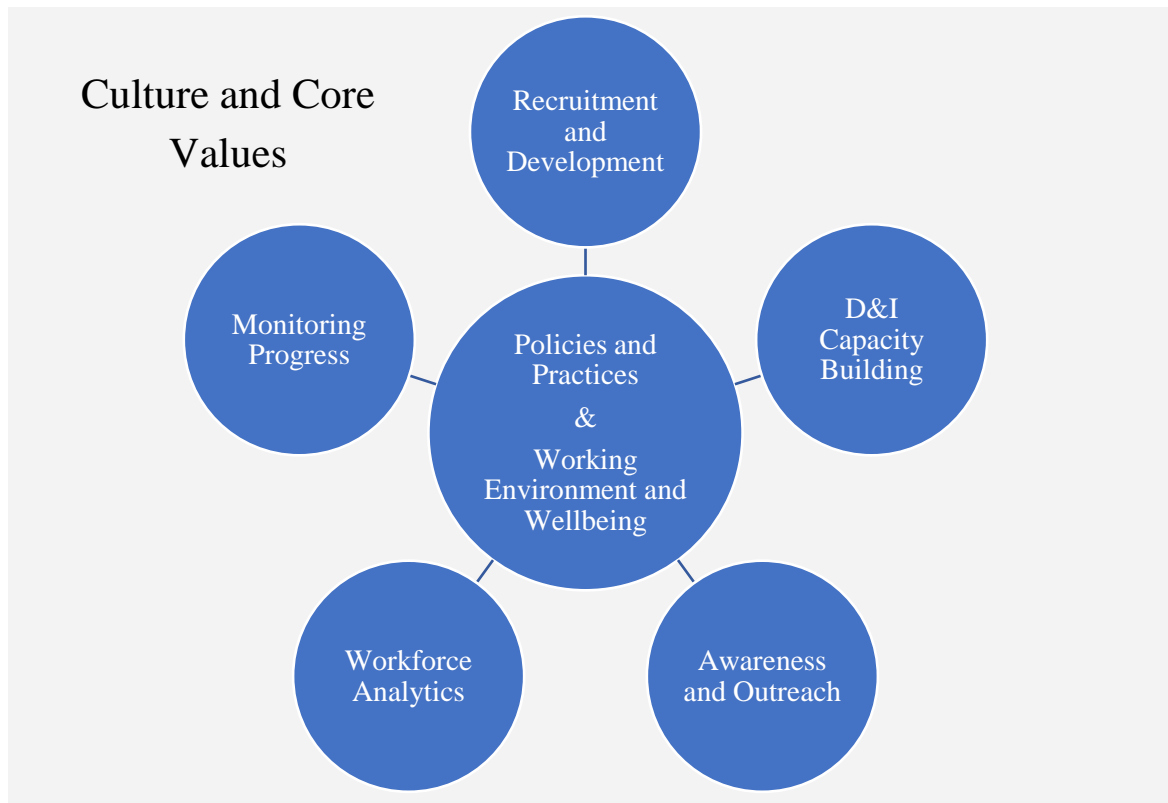 Culture and Core
Values
Recruitment
and
Development
D&I
Capacity
Building
Awareness
and Outreach
Workforce
Analytics
Monitoring
Progress
Policies and
Practices
&
Working
Environment and
Wellbeing